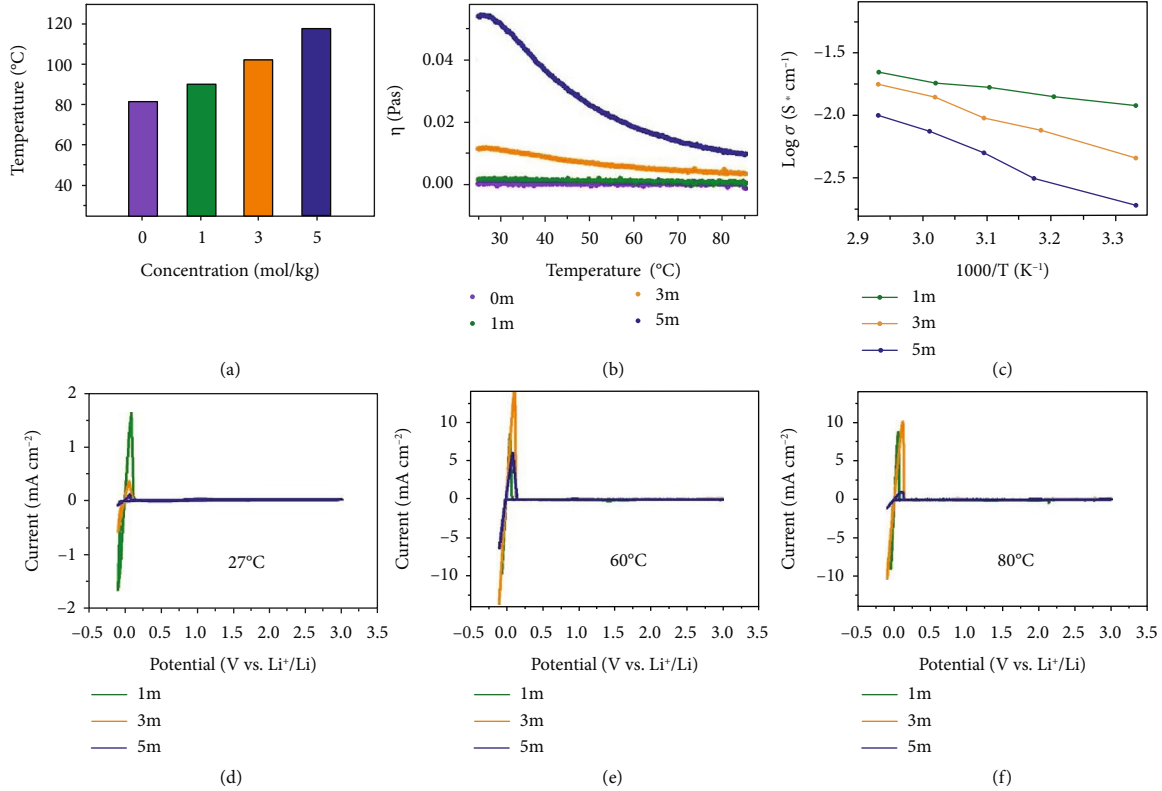 120
100
80
60
40
Temperature (°C)
0
1
3
5
Concentration (mol/kg)
(a)
0.04
0.02
0.00
η (Pas)
30
40
50
60
70
80
Temperature (°C)
0m
3m
1m
5m
(b)
−1.5
−2.0
−2.5
Log σ (S * cm⁻¹)
2.9
3.0
3.1
3.2
3.3
1000/T (K⁻¹)
1m
3m
5m
(c)
2
1
0
−1
−2
Current (mA cm⁻²)
27°C
−0.5
0.0
0.5
1.0
1.5
2.0
2.5
3.0
3.5
Potential (V vs. Li⁺/Li)
1m
3m
5m
(d)
10
5
0
−5
−10
Current (mA cm⁻²)
60°C
−0.5
0.0
0.5
1.0
1.5
2.0
2.5
3.0
3.5
Potential (V vs. Li⁺/Li)
1m
3m
5m
(e)
10
5
0
−5
−10
Current (mA cm⁻²)
80°C
−0.5
0.0
0.5
1.0
1.5
2.0
2.5
3.0
3.5
Potential (V vs. Li⁺/Li)
1m
3m
5m
(f)